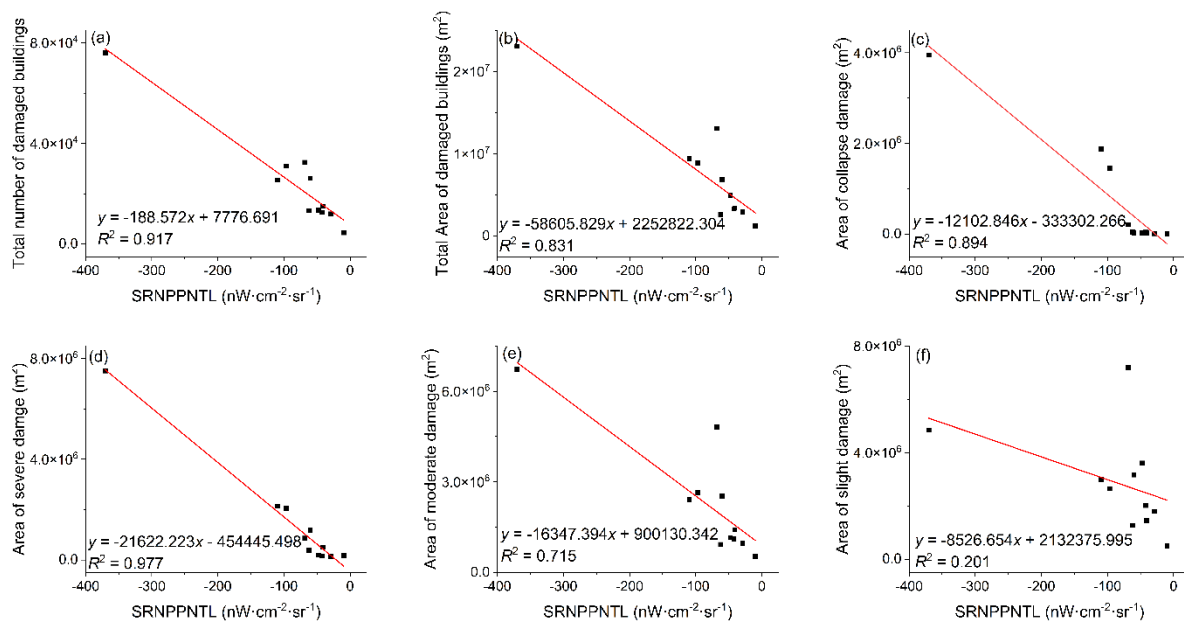 (a)
Total number of damaged buildings
8.0×10⁴
4.0×10⁴
0.0
y = -188.572x + 7776.691
R² = 0.917
-400 -300 -200 -100 0
SRNPPNTL (nW·cm⁻²·sr⁻¹)
(b)
Total Area of damaged buildings (m²)
2×10⁷
1×10⁷
0
y = -58605.829x + 2252822.304
R² = 0.831
-400 -300 -200 -100 0
SRNPPNTL (nW·cm⁻²·sr⁻¹)
(c)
Area of collapse damage (m²)
4.0×10⁶
2.0×10⁶
0.0
y = -12102.846x - 333302.266
R² = 0.894
-400 -300 -200 -100 0
SRNPPNTL (nW·cm⁻²·sr⁻¹)
(d)
Area of severe damge (m²)
8.0×10⁶
4.0×10⁶
0.0
y = -21622.223x - 454445.498
R² = 0.977
-400 -300 -200 -100 0
SRNPPNTL (nW·cm⁻²·sr⁻¹)
(e)
Area of moderate damage (m²)
6.0×10⁶
3.0×10⁶
0.0
y = -16347.394x + 900130.342
R² = 0.715
-400 -300 -200 -100 0
SRNPPNTL (nW·cm⁻²·sr⁻¹)
(f)
Area of slight damage (m²)
8.0×10⁶
4.0×10⁶
0.0
y = -8526.654x + 2132375.995
R² = 0.201
-400 -300 -200 -100 0
SRNPPNTL (nW·cm⁻²·sr⁻¹)